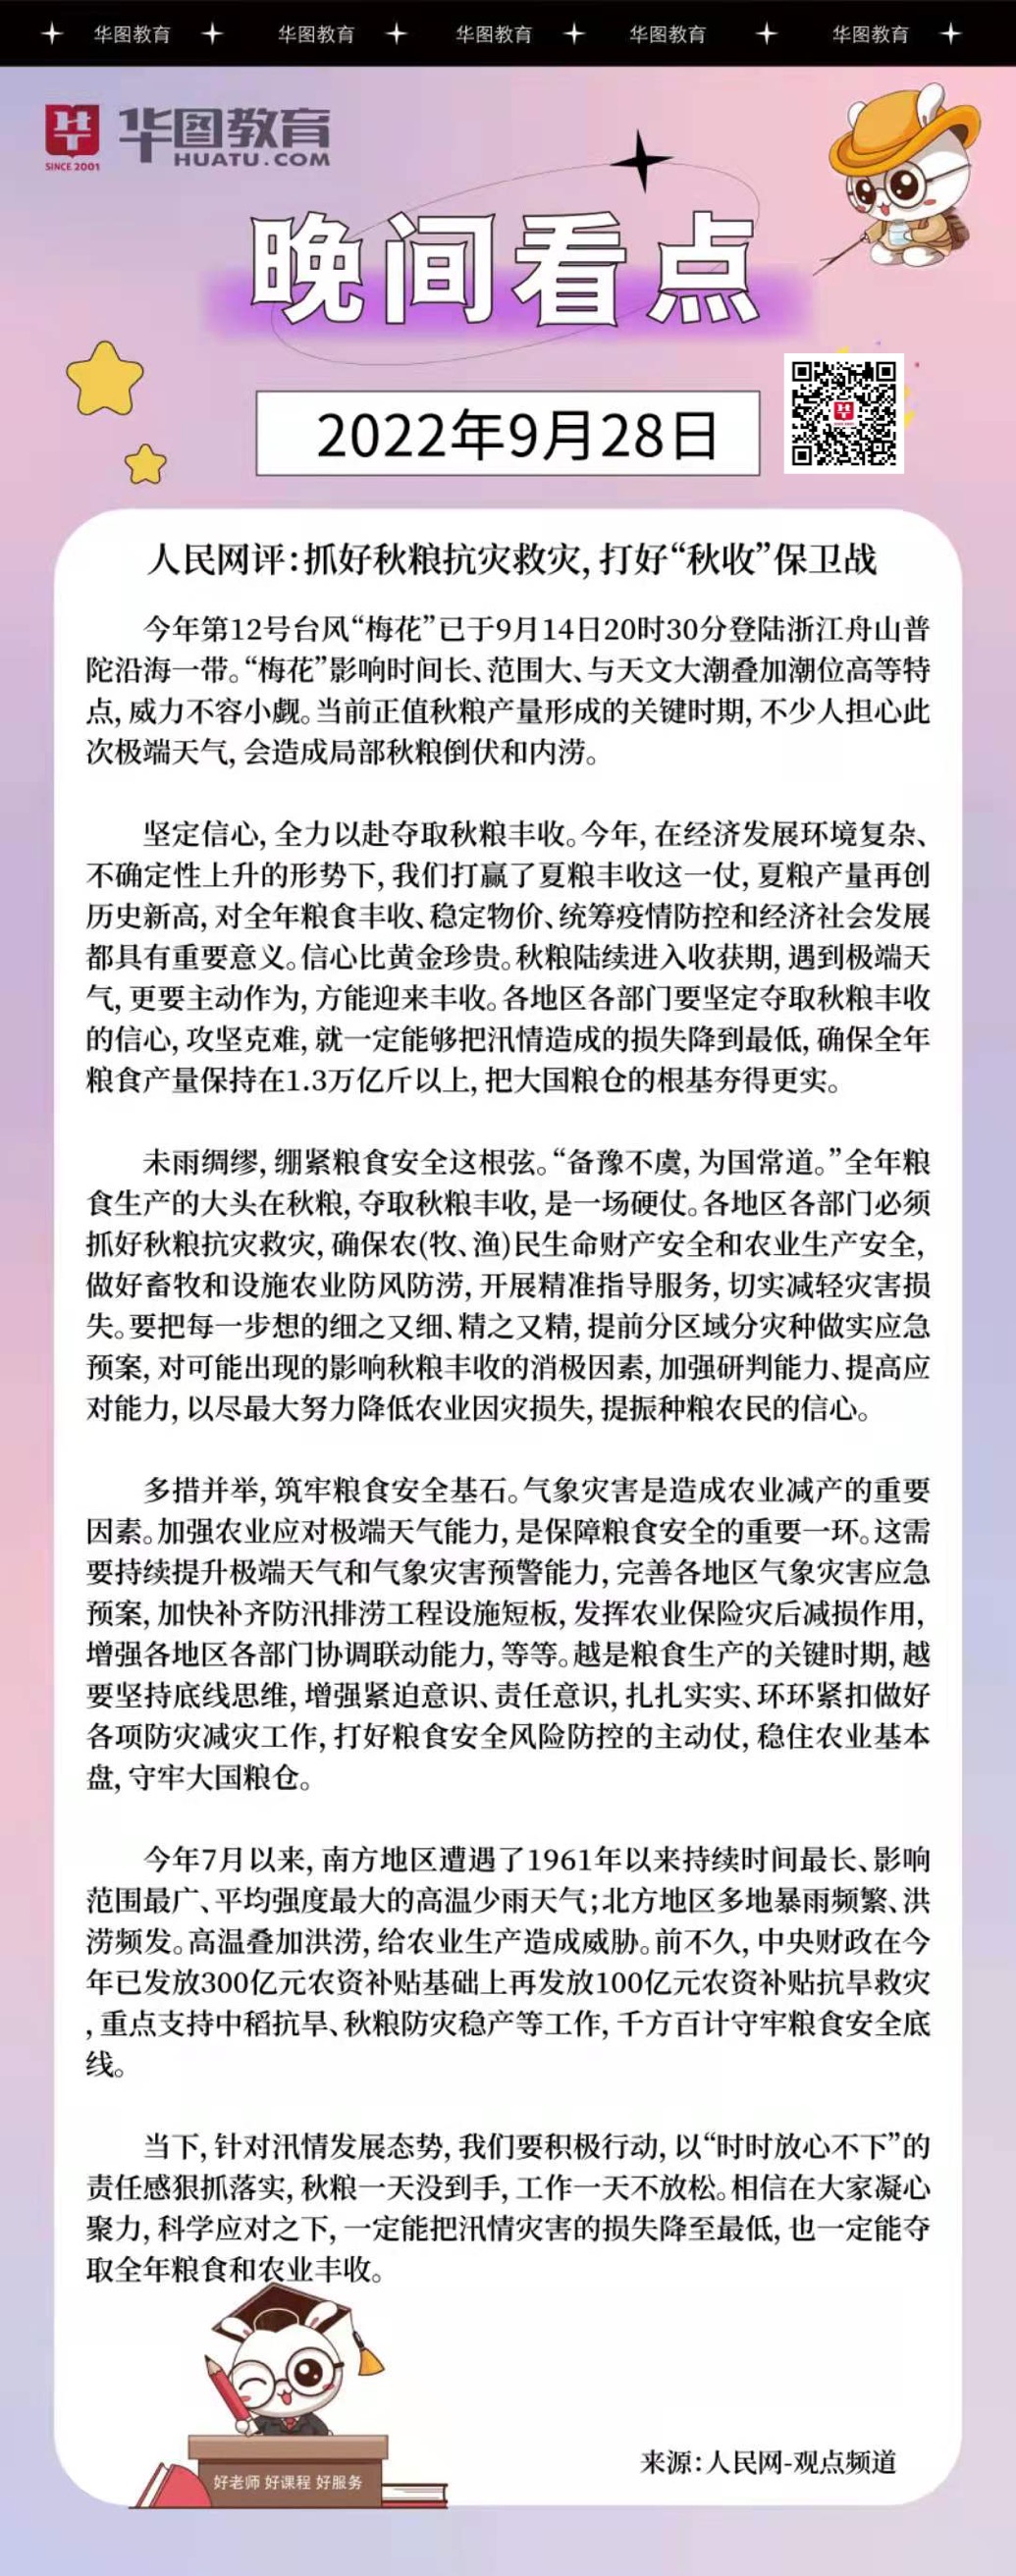 华图教育 华图教育 华图教育 华图教育 华图教育
华图教育
HUATU.COM
SINCE 2001
晚间看点
2022年9月28日
人民网评:抓好秋粮抗灾救灾,打好“秋收”保卫战
今年第12号台风“梅花”已于9月14日20时30分登陆浙江舟山普
陀沿海一带。“梅花”影响时间长、范围大、与天文大潮叠加潮位高等特
点,威力不容小觑。当前正值秋粮产量形成的关键时期,不少人担心此
次极端天气,会造成局部秋粮倒伏和内涝。
坚定信心,全力以赴夺取秋粮丰收。今年,在经济发展环境复杂、
不确定性上升的形势下,我们打赢了夏粮丰收这一仗,夏粮产量再创
历史新高,对全年粮食丰收、稳定物价、统筹疫情防控和经济社会发展
都具有重要意义。信心比黄金珍贵。秋粮陆续进入收获期,遇到极端天
气,更要主动作为,方能迎来丰收。各地区各部门要坚定夺取秋粮丰收
的信心,攻坚克难,就一定能够把汛情造成的损失降到最低,确保全年
粮食产量保持在1.3万亿斤以上,把大国粮仓的根基夯得更实。
未雨绸缪,绷紧粮食安全这根弦。“备豫不虞,为国常道。”全年粮
食生产的大头在秋粮,夺取秋粮丰收,是一场硬仗。各地区各部门必须
抓好秋粮抗灾救灾,确保农(牧、渔)民生命财产安全和农业生产安全,
做好畜牧和设施农业防风防涝,开展精准指导服务,切实减轻灾害损
失。要把每一步想的细之又细、精之又精,提前分区域分灾种做实应急
预案,对可能出现的影响秋粮丰收的消极因素,加强研判能力、提高应
对能力,以尽最大努力降低农业因灾损失,提振种粮农民的信心。
多措并举,筑牢粮食安全基石。气象灾害是造成农业减产的重要
因素。加强农业应对极端天气能力,是保障粮食安全的重要一环。这需
要持续提升极端天气和气象灾害预警能力,完善各地区气象灾害应急
预案,加快补齐防汛排涝工程设施短板,发挥农业保险灾后减损作用,
增强各地区各部门协调联动能力,等等。越是粮食生产的关键时期,越
要坚持底线思维,增强紧迫意识、责任意识,扎扎实实、环环紧扣做好
各项防灾减灾工作,打好粮食安全风险防控的主动仗,稳住农业基本
盘,守牢大国粮仓。
今年7月以来,南方地区遭遇了1961年以来持续时间最长、影响
范围最广、平均强度最大的高温少雨天气;北方地区多地暴雨频繁、洪
涝频发。高温叠加洪涝,给农业生产造成威胁。前不久,中央财政在今
年已发放300亿元农资补贴基础上再发放100亿元农资补贴抗旱救灾
,重点支持中稻抗旱、秋粮防灾稳产等工作,千方百计守牢粮食安全底
线。
当下,针对汛情发展态势,我们要积极行动,以“时时放心不下”的
责任感狠抓落实,秋粮一天没到手,工作一天不放松。相信在大家凝心
聚力,科学应对之下,一定能把汛情灾害的损失降至最低,也一定能夺
取全年粮食和农业丰收。
来源:人民网-观点频道
好老师 好课程 好服务